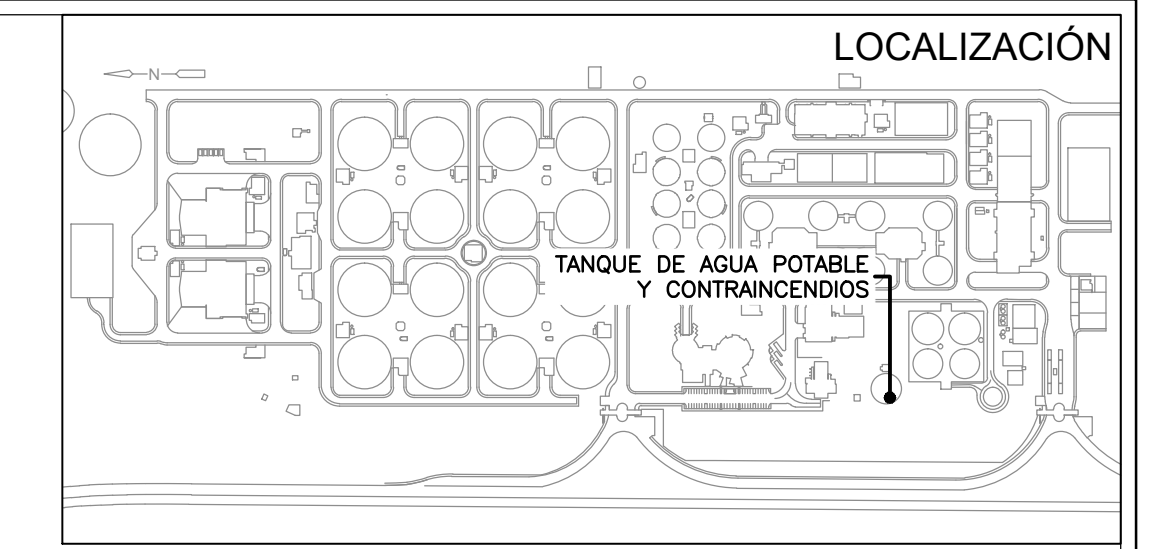 LOCALIZACIÓN
N
TANQUE DE AGUA POTABLE
Y CONTRAINCENDIOS